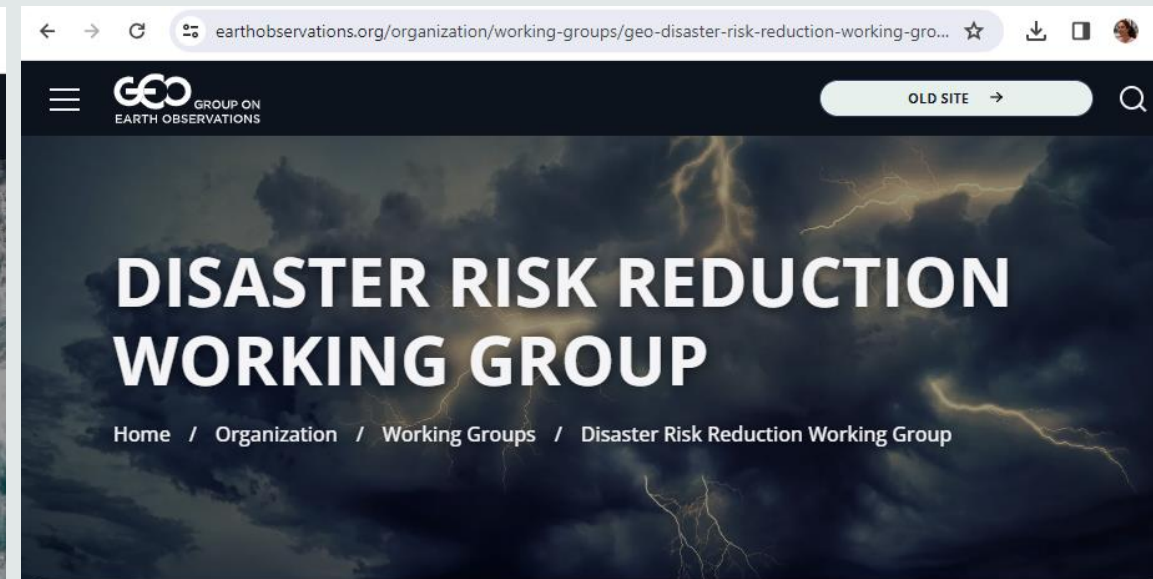 earthobservations.org/organization/working-groups/geo-disaster-risk-reduction-working-gro...
GEO GROUP ON
EARTH OBSERVATIONS
OLD SITE →
DISASTER RISK REDUCTION
WORKING GROUP
Home / Organization / Working Groups / Disaster Risk Reduction Working Group